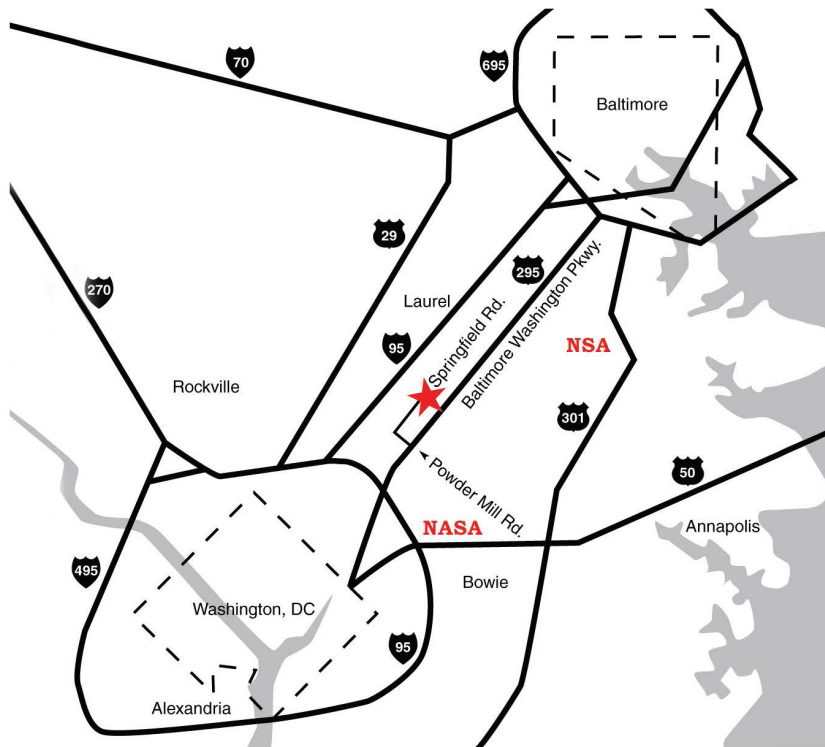 70
695
Baltimore
29
295
270
Laurel
Springfield Rd.
Baltimore Washington Pkwy.
95
NSA
Rockville
301
50
Powder Mill Rd.
NASA
Annapolis
495
Bowie
Washington, DC
95
Alexandria